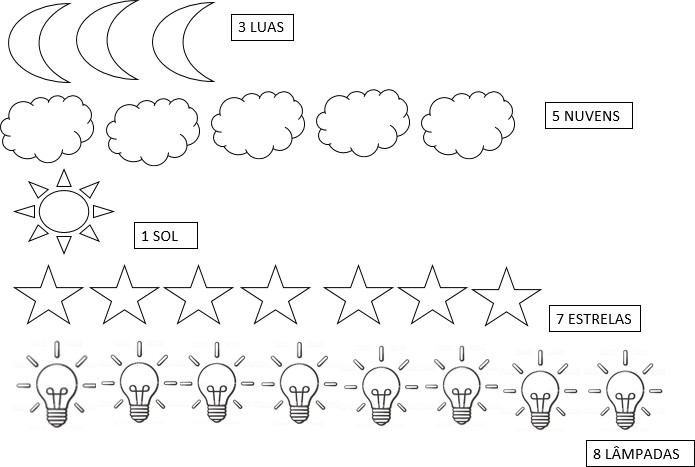 3 LUAS
5 NUVENS
1 SOL
7 ESTRELAS
8 LÂMPADAS